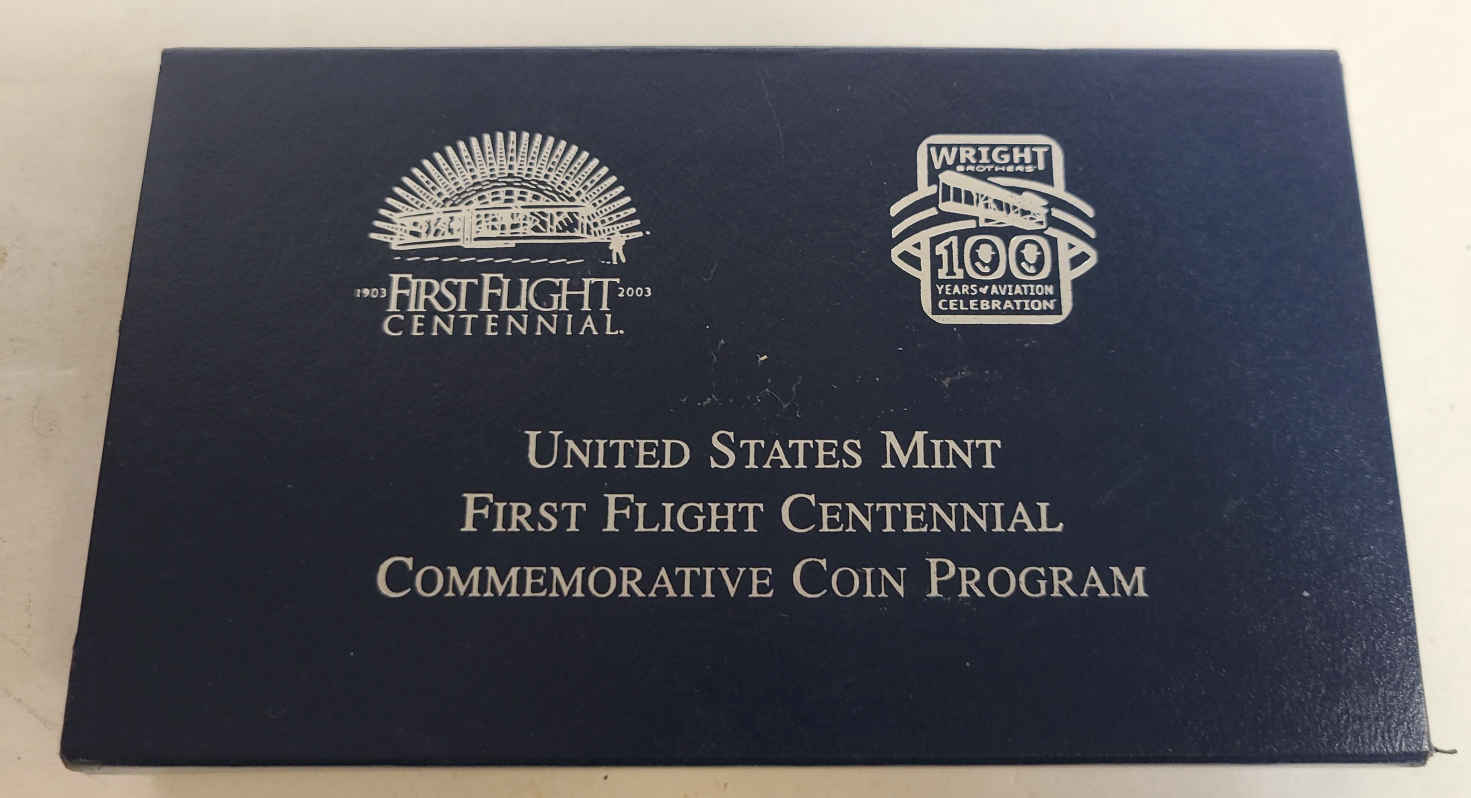 1903 FIRST FLIGHT 2003
CENTENNIAL.
WRIGHT
BROTHERS
100
YEARS of AVIATION
CELEBRATION
UNITED STATES MINT
FIRST FLIGHT CENTENNIAL
COMMEMORATIVE COIN PROGRAM